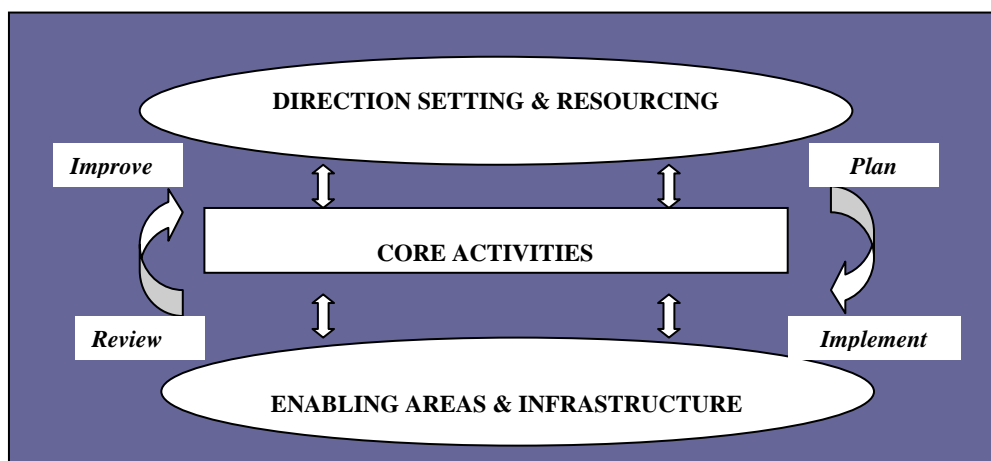 DIRECTION SETTING & RESOURCING
Improve
Plan
CORE ACTIVITIES
Review
Implement
ENABLING AREAS & INFRASTRUCTURE